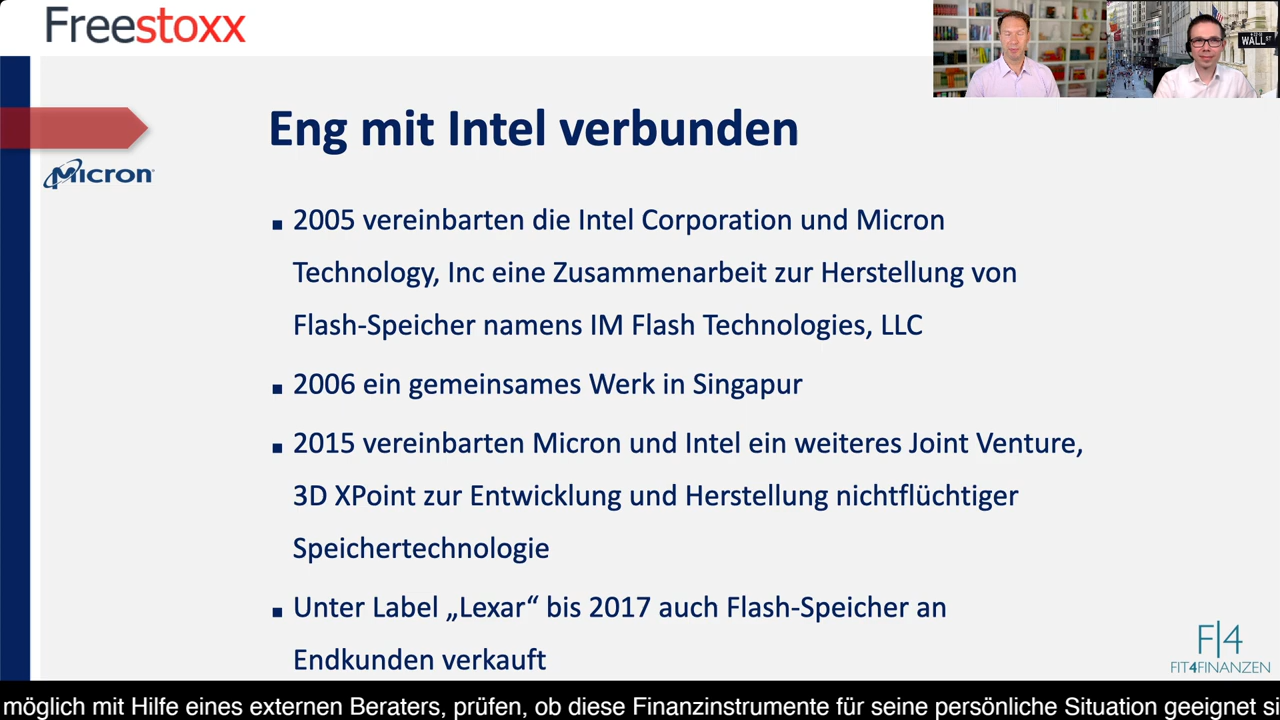 Freestoxx
WALL ST
Micron
Eng mit Intel verbunden
2005 vereinbarten die Intel Corporation und Micron
Technology, Inc eine Zusammenarbeit zur Herstellung von
Flash-Speicher namens IM Flash Technologies, LLC
2006 ein gemeinsames Werk in Singapur
2015 vereinbarten Micron und Intel ein weiteres Joint Venture,
3D XPoint zur Entwicklung und Herstellung nichtflüchtiger
Speichertechnologie
Unter Label „Lexar“ bis 2017 auch Flash-Speicher an
Endkunden verkauft
F|4
FIT4FINANZEN
möglich mit Hilfe eines externen Beraters, prüfen, ob diese Finanzinstrumente für seine persönliche Situation geeignet si